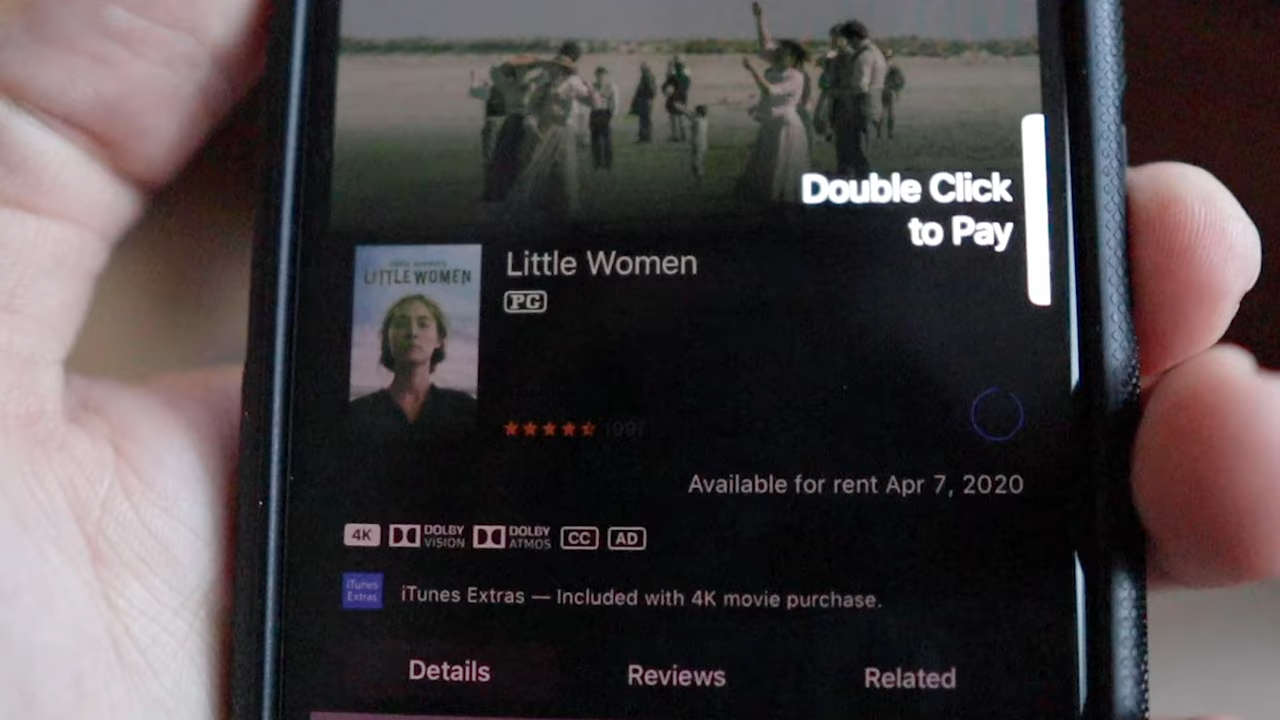 Double Click
to Pay
LITTLE WOMEN
Little Women
PG
(99)
Available for rent Apr 7, 2020
4K DOLBY VISION DOLBY ATMOS CC AD
iTunes Extras
iTunes Extras — Included with 4K movie purchase.
Details Reviews Related